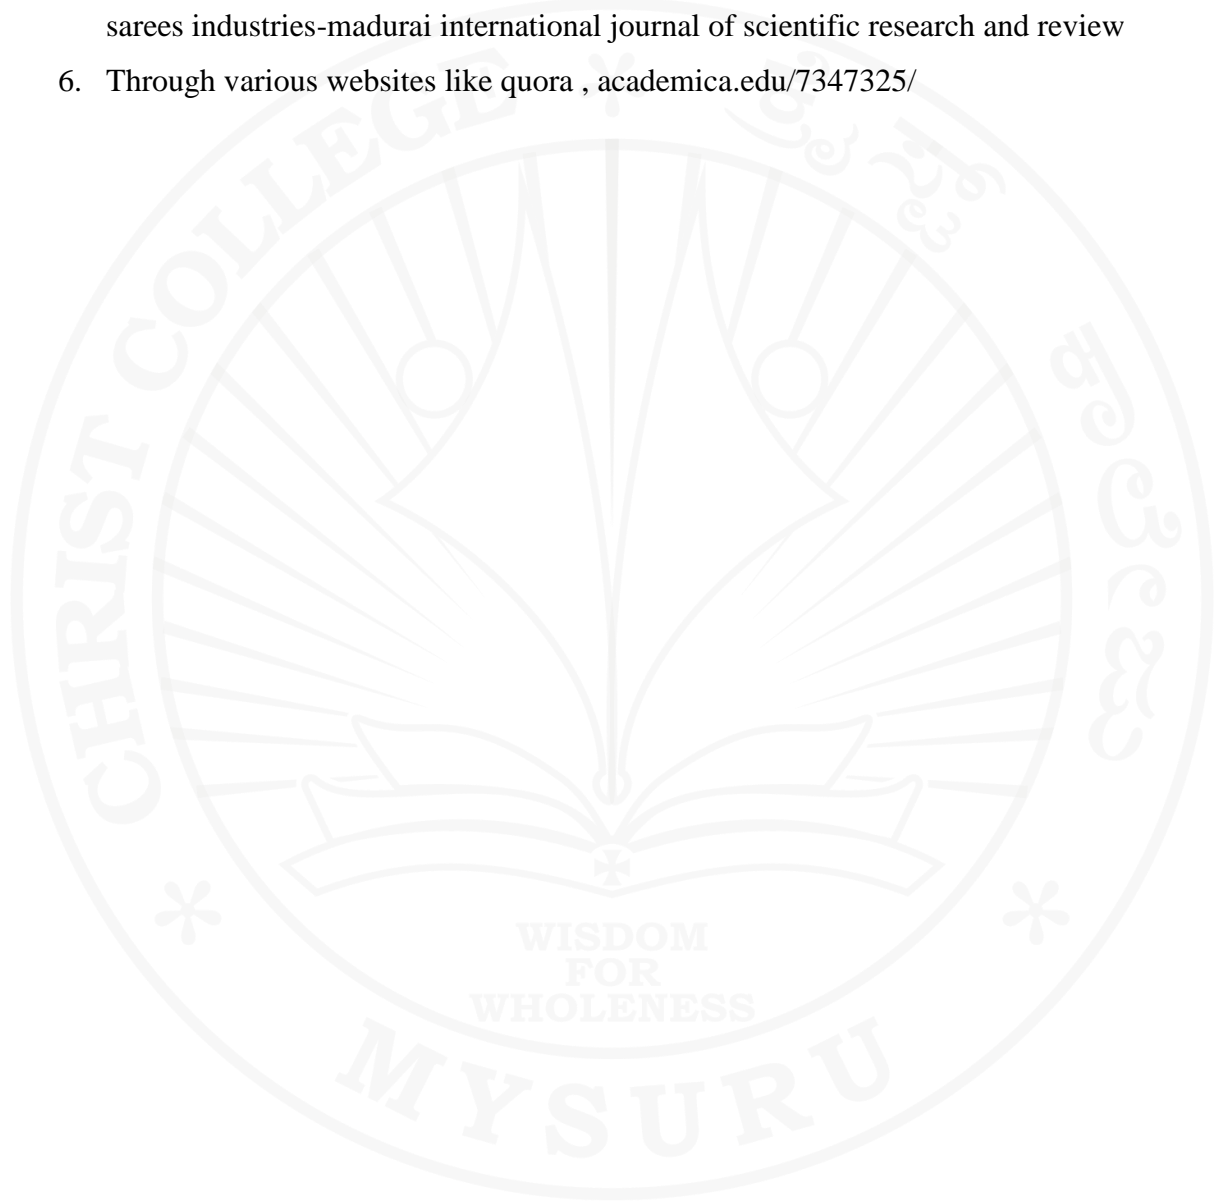 sarees industries-madurai international journal of scientific research and review
6. Through various websites like quora , academica.edu/7347325/
CHRIST COLLEGE
ಕ್ರೈಸ್ಟ್ ಕಾಲೇಜು
WISDOM
FOR
WHOLENESS
MYSURU